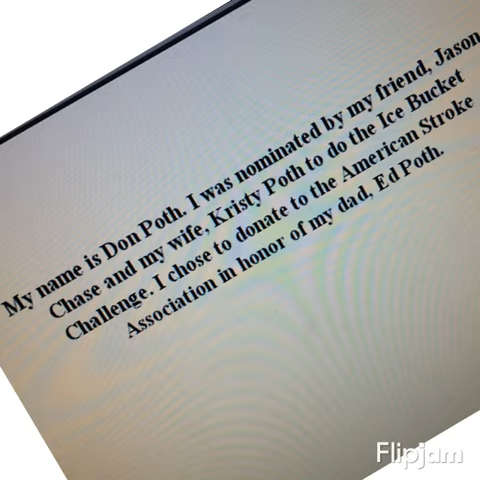 My name is Don Poth. I was nominated by my friend, Jason
Chase and my wife, Kristy Poth to do the Ice Bucket
Challenge. I chose to donate to the American Stroke
Association in honor of my dad, Ed Poth.
Flipjam